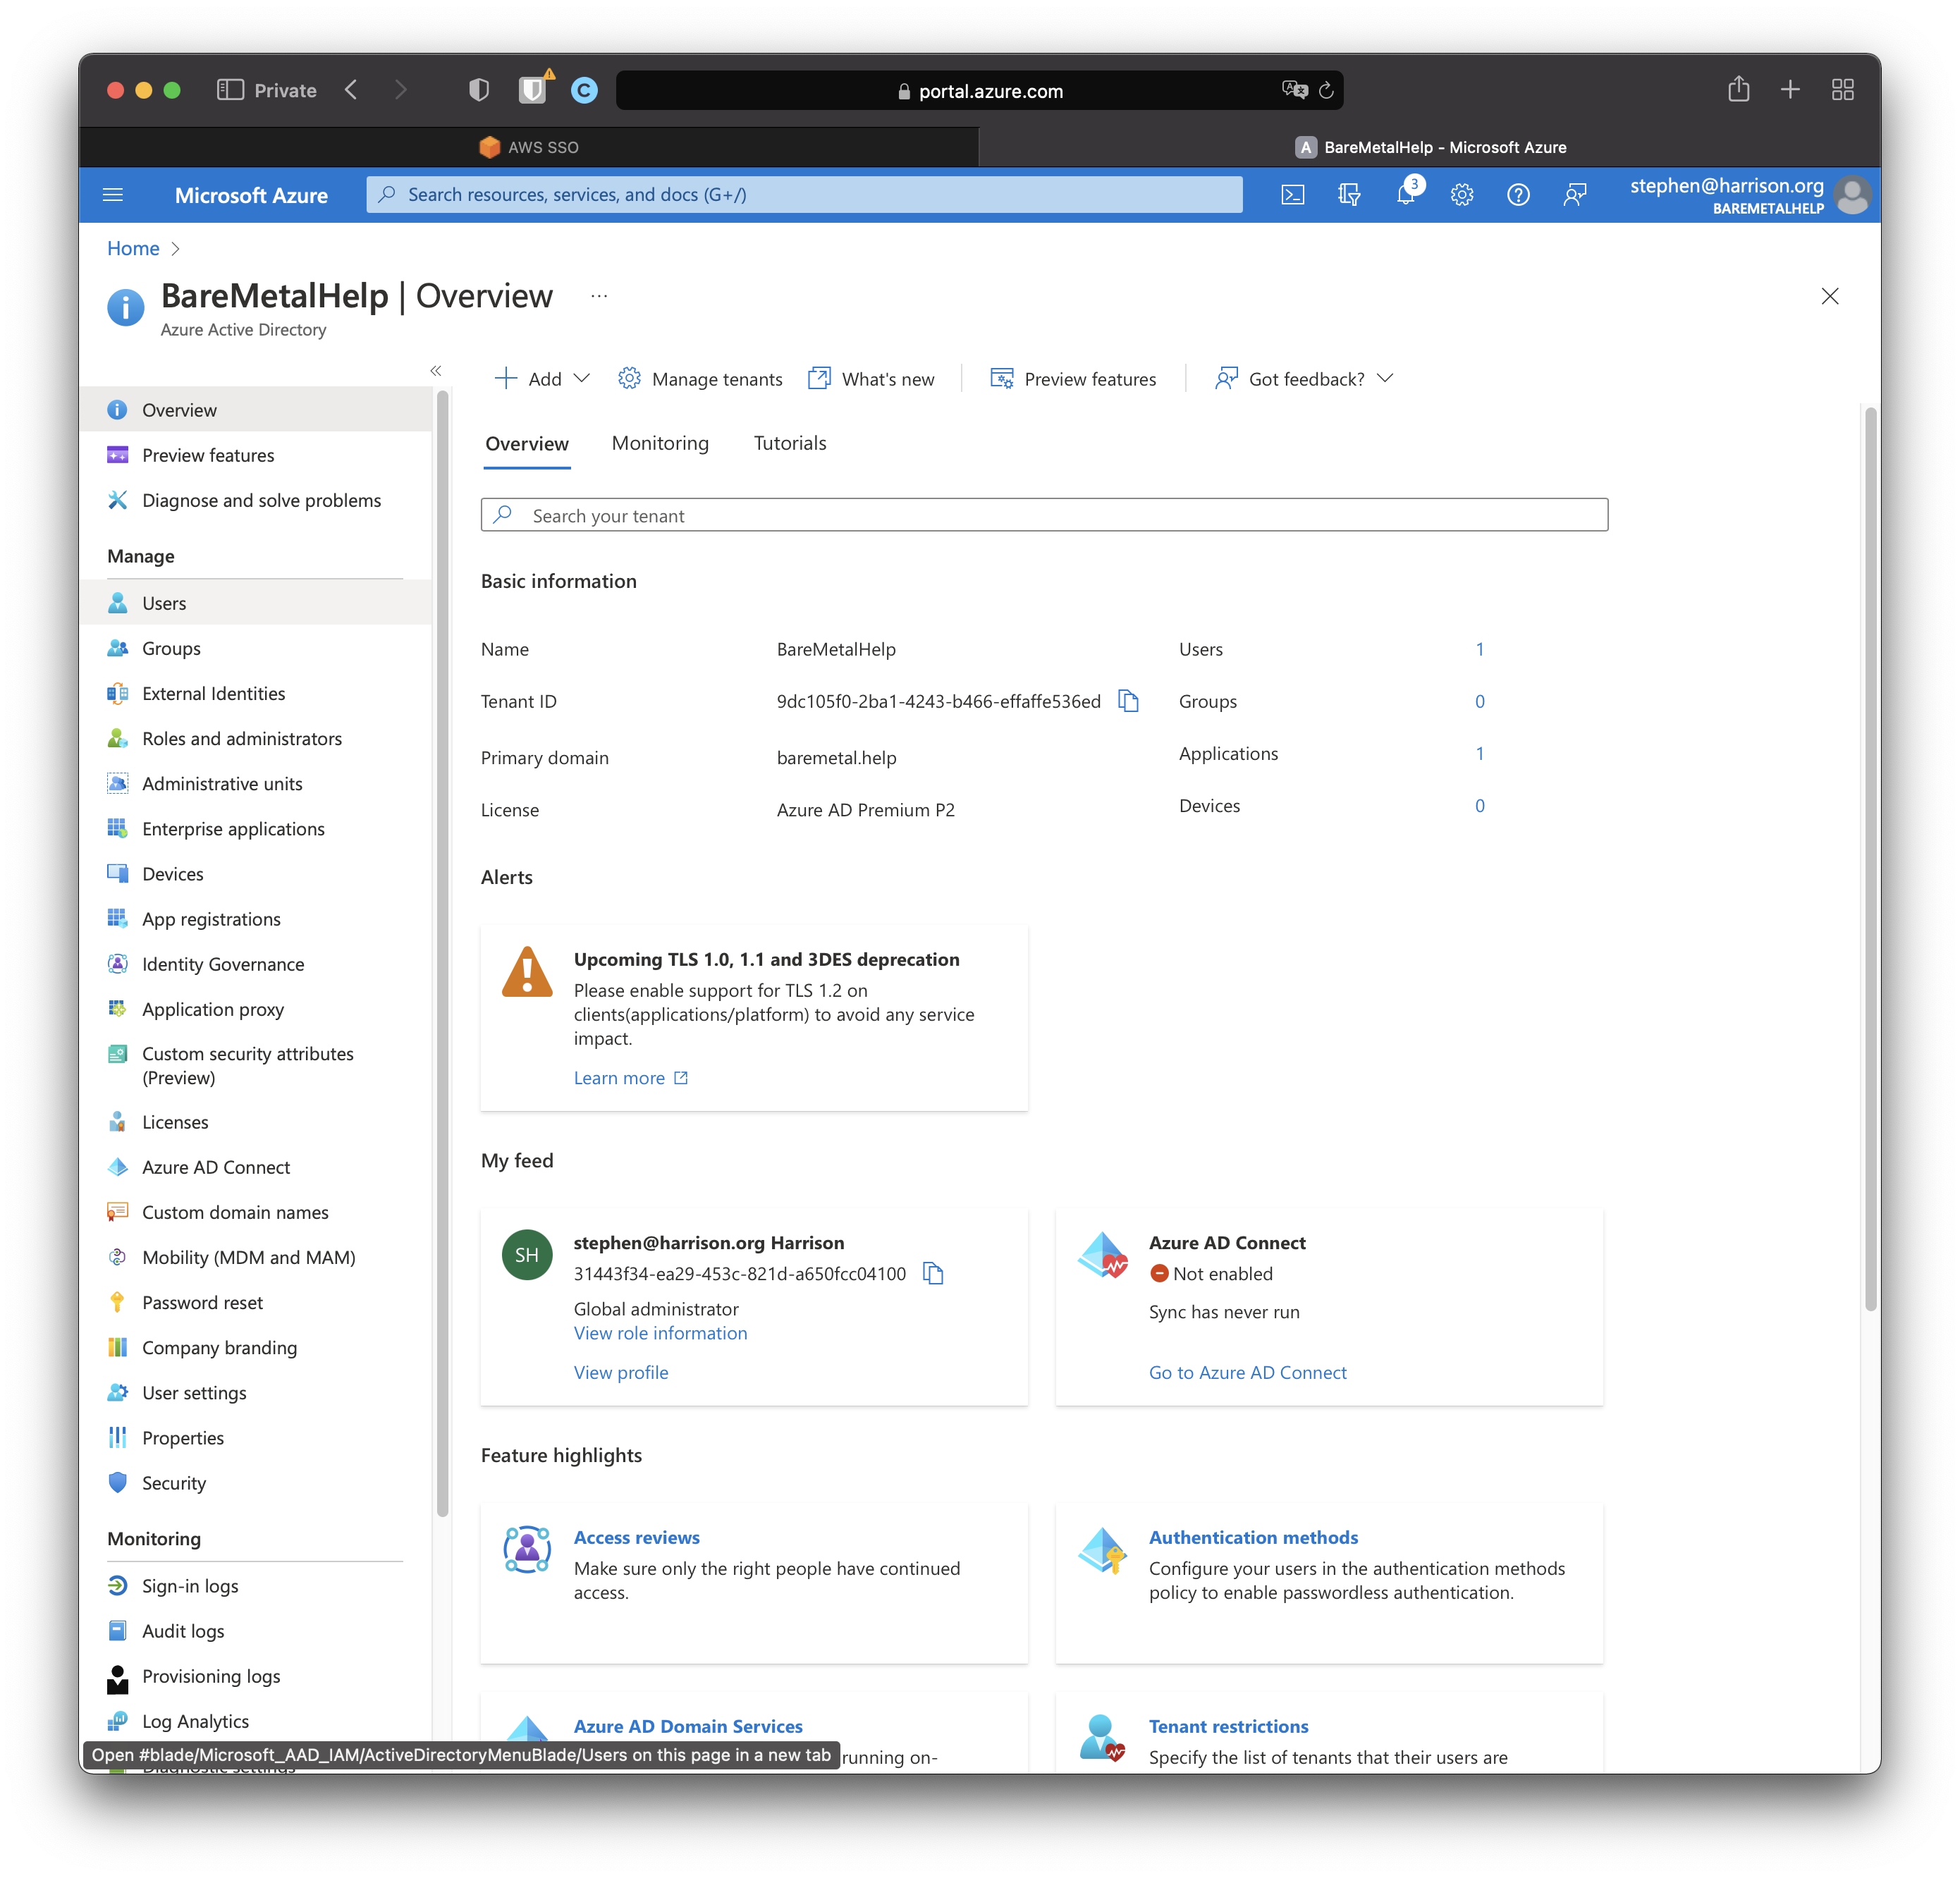 Private
portal.azure.com
AWS SSO
A BareMetalHelp - Microsoft Azure
Microsoft Azure
Search resources, services, and docs (G+/)
3
stephen@harrison.org
BAREMETALHELP
Home
BareMetalHelp | Overview ...
Azure Active Directory
Add
Manage tenants
What's new
Preview features
Got feedback?
Overview
Preview features
Diagnose and solve problems
Manage
Users
Groups
External Identities
Roles and administrators
Administrative units
Enterprise applications
Devices
App registrations
Identity Governance
Application proxy
Custom security attributes
(Preview)
Licenses
Azure AD Connect
Custom domain names
Mobility (MDM and MAM)
Password reset
Company branding
User settings
Properties
Security
Monitoring
Sign-in logs
Audit logs
Provisioning logs
Log Analytics
Overview
Monitoring
Tutorials
Search your tenant
Basic information
Name BareMetalHelp
Tenant ID 9dc105f0-2ba1-4243-b466-effaffe536ed
Primary domain baremetal.help
License Azure AD Premium P2
Users 1
Groups 0
Applications 1
Devices 0
Alerts
Upcoming TLS 1.0, 1.1 and 3DES deprecation
Please enable support for TLS 1.2 on
clients(applications/platform) to avoid any service
impact.
Learn more
My feed
SH
stephen@harrison.org Harrison
31443f34-ea29-453c-821d-a650fcc04100
Global administrator
View role information
View profile
Azure AD Connect
Not enabled
Sync has never run
Go to Azure AD Connect
Feature highlights
Access reviews
Make sure only the right people have continued
access.
Authentication methods
Configure your users in the authentication methods
policy to enable passwordless authentication.
Azure AD Domain Services
running on-
Tenant restrictions
Specify the list of tenants that their users are
Open #blade/Microsoft_AAD_IAM/ActiveDirectoryMenuBlade/Users on this page in a new tab